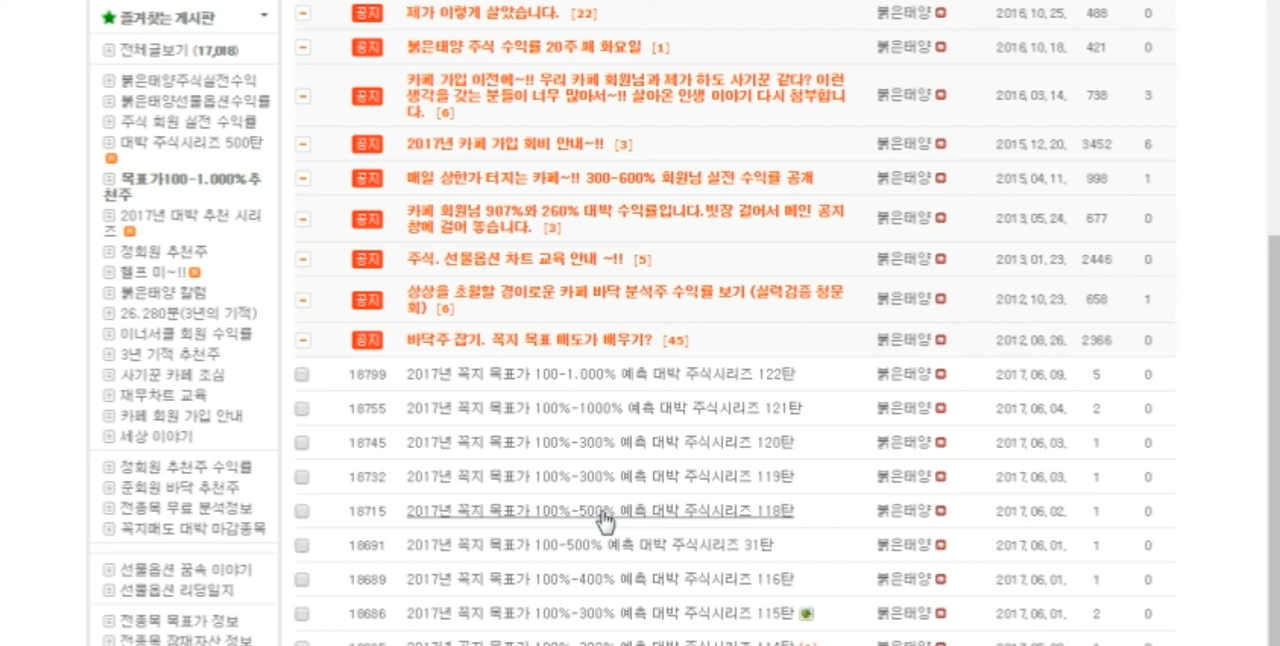 즐겨찾는 게시판
전체글보기 (17,018)
붉은태양주식실전수익
붉은태양선물옵션수익률
주식 회원 실전 수익률
대박 주식시리즈 500탄
목표가100-1.000%추
천주
2017년 대박 추천 시리
즈
정회원 추천주
헬프 미~!!
붉은태양 칼럼
26.280분(3년의 기적)
이너서클 회원 수익률
3년 기적 추천주
사기꾼 카페 조심
재무차트 교육
카페 회원 가입 안내
세상 이야기
정회원 추천주 수익률
준회원 바닥 추천주
전종목 무료 분석정보
꼭지매도 대박 마감종목
선물옵션 꿈속 이야기
선물옵션 리딩일지
전종목 목표가 정보
전종목 잠재자산 정보
공지 제가 이렇게 살았습니다. [22] 붉은태양 2016.10.25. 488 0
공지 붉은태양 주식 수익률 20주 째 화요일 [1] 붉은태양 2016.10.18. 421 0
공지 카페 가입 이전에~!! 우리 카페 회원님과 제가 하도 사기꾼 같다? 이런
생각을 갖는 분들이 너무 많아서~!! 살아온 인생 이야기 다시 첨부합니
다. [6] 붉은태양 2016.03.14. 738 3
공지 2017년 카페 가입 회비 안내~!! [3] 붉은태양 2015.12.20. 3452 6
공지 매일 상한가 터지는 카페~!! 300-600% 회원님 실전 수익률 공개 붉은태양 2015.04.11. 998 1
공지 카페 회원님 907%와 260% 대박 수익률입니다.빗장 걸어서 메인 공지
창에 걸어 놓습니다. [3] 붉은태양 2013.05.24. 677 0
공지 주식. 선물옵션 차트 교육 안내 ~!! [5] 붉은태양 2013.01.23. 2446 0
공지 상상을 초월할 경이로운 카페 바닥 분석주 수익률 보기 (실력검증 청문
회) [6] 붉은태양 2012.10.23. 658 1
공지 바닥주 잡기. 꼭지 목표 매도가 배우기? [45] 붉은태양 2012.08.26. 2366 0
18799 2017년 꼭지 목표가 100-1.000% 예측 대박 주식시리즈 122탄 붉은태양 2017.06.09. 5 0
18755 2017년 꼭지 목표가 100%-1000% 예측 대박 주식시리즈 121탄 붉은태양 2017.06.04. 2 0
18745 2017년 꼭지 목표가 100%-300% 예측 대박 주식시리즈 120탄 붉은태양 2017.06.03. 1 0
18732 2017년 꼭지 목표가 100%-300% 예측 대박 주식시리즈 119탄 붉은태양 2017.06.03. 1 0
18715 2017년 꼭지 목표가 100%-500% 예측 대박 주식시리즈 118탄 붉은태양 2017.06.02. 1 0
18691 2017년 꼭지 목표가 100-500% 예측 대박 주식시리즈 31탄 붉은태양 2017.06.01. 1 0
18689 2017년 꼭지 목표가 100%-400% 예측 대박 주식시리즈 116탄 붉은태양 2017.06.01. 1 0
18686 2017년 꼭지 목표가 100%-300% 예측 대박 주식시리즈 115탄 붉은태양 2017.06.01. 2 0